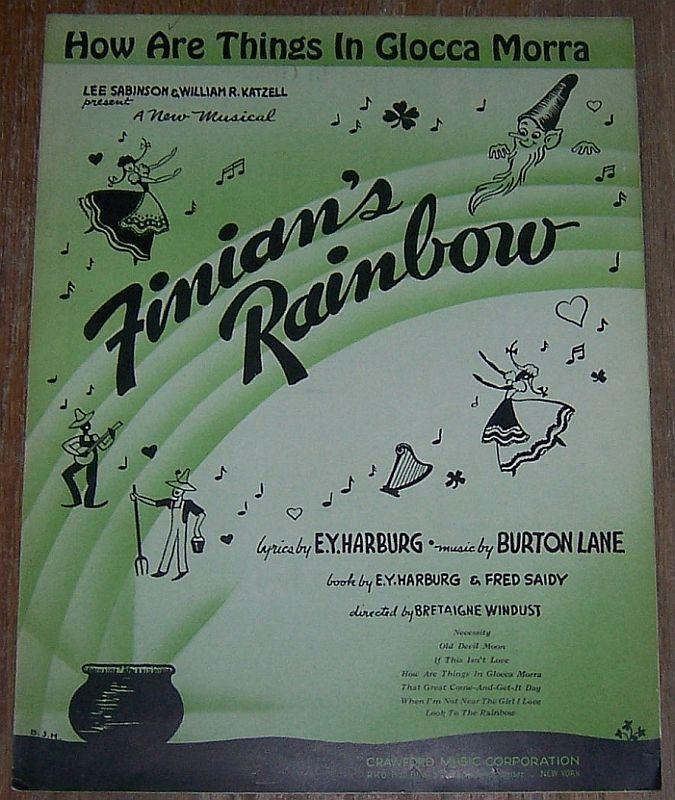 How Are Things In Glocca Morra
LEE SABINSON & WILLIAM R. KATZELL
present
A New Musical
Finian's
Rainbow
lyrics by E.Y. HARBURG • music by BURTON LANE
book by E.Y. HARBURG & FRED SAIDY
directed by BRETAIGNE WINDUST
Necessity
Old Devil Moon
If This Isn't Love
How Are Things In Glocca Morra
That Great Come-And-Get-It Day
When I'm Not Near The Girl I Love
Look To The Rainbow
B.J.H.
CRAWFORD MUSIC CORPORATION
NEW YORK